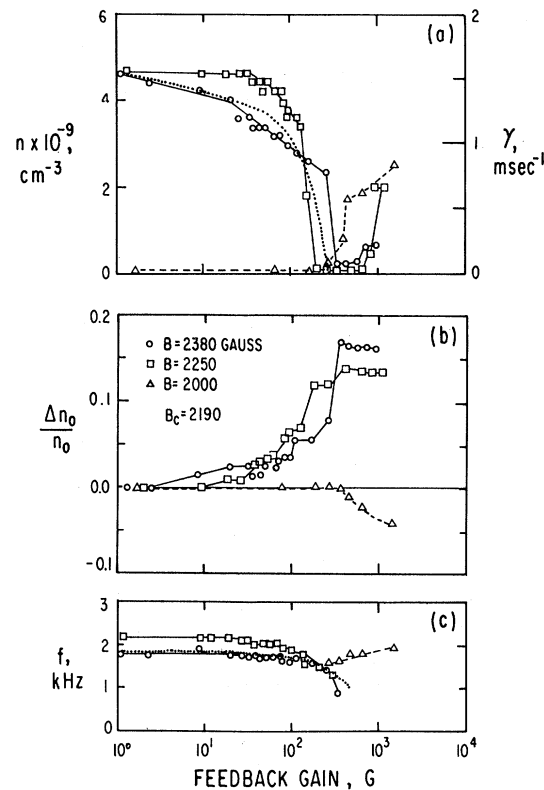 6
4
2
0
n x 10⁻⁹,
cm⁻³
(a)
2
1
0
γ,
msec⁻¹
0.2
0.1
0.0
-0.1
Δn₀
n₀
(b)
B = 2380 GAUSS
B = 2250
B = 2000
Bc = 2190
3
2
1
0
f,
kHz
(c)
10⁰
10¹
10²
10³
10⁴
FEEDBACK GAIN, G